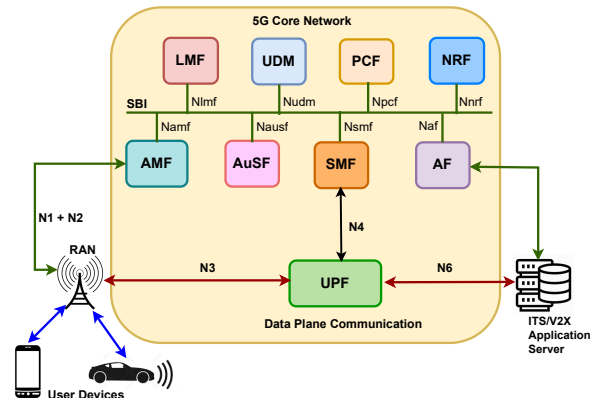 5G Core Network
LMF
UDM
PCF
NRF
Nlmf
Nudm
Npcf
Nnrf
SBI
Namf
Nausf
Nsmf
Naf
AMF
AuSF
SMF
AF
N1 + N2
N4
RAN
N3
UPF
N6
Data Plane Communication
ITS/V2X
Application
Server
User Devices